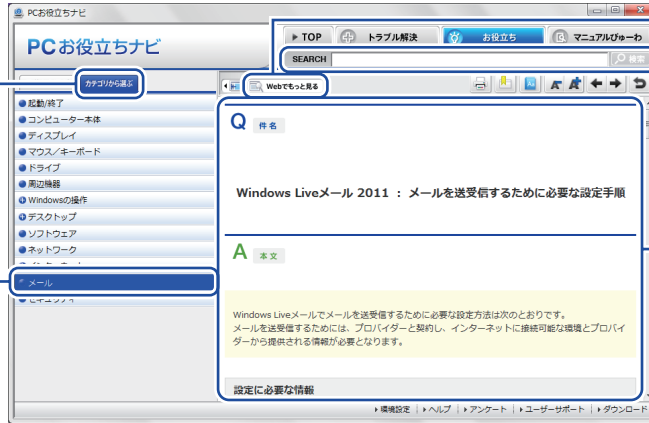 PCお役立ちナビ
PCお役立ちナビ
TOP
トラブル解決
お役立ち
マニュアルびゅーわ
SEARCH
検索
カテゴリから選ぶ
Webでもっと見る
起動/終了
コンピューター本体
ディスプレイ
マウス/キーボード
ドライブ
周辺機器
Windowsの操作
デスクトップ
ソフトウェア
ネットワーク
メール
セキュリティ
Q 件名
Windows Liveメール 2011 : メールを送受信するために必要な設定手順
A 本文
Windows Liveメールでメールを送受信するために必要な設定方法は次のとおりです。
メールを送受信するためには、プロバイダーと契約し、インターネットに接続可能な環境とプロバイ
ダーから提供される情報が必要となります。
設定に必要な情報
環境設定 | ヘルプ | アンケート | ユーザーサポート | ダウンロード